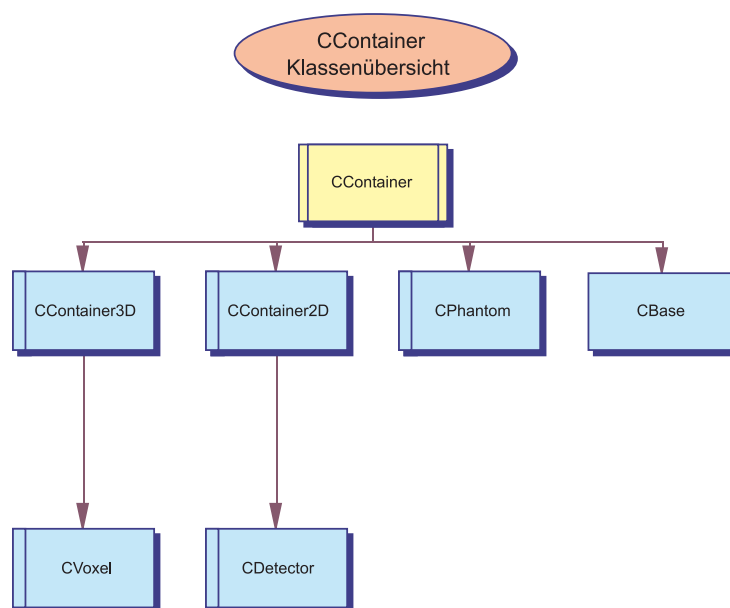 CContainer
Klassenübersicht
CContainer
CContainer3D
CContainer2D
CPhantom
CBase
CVoxel
CDetector